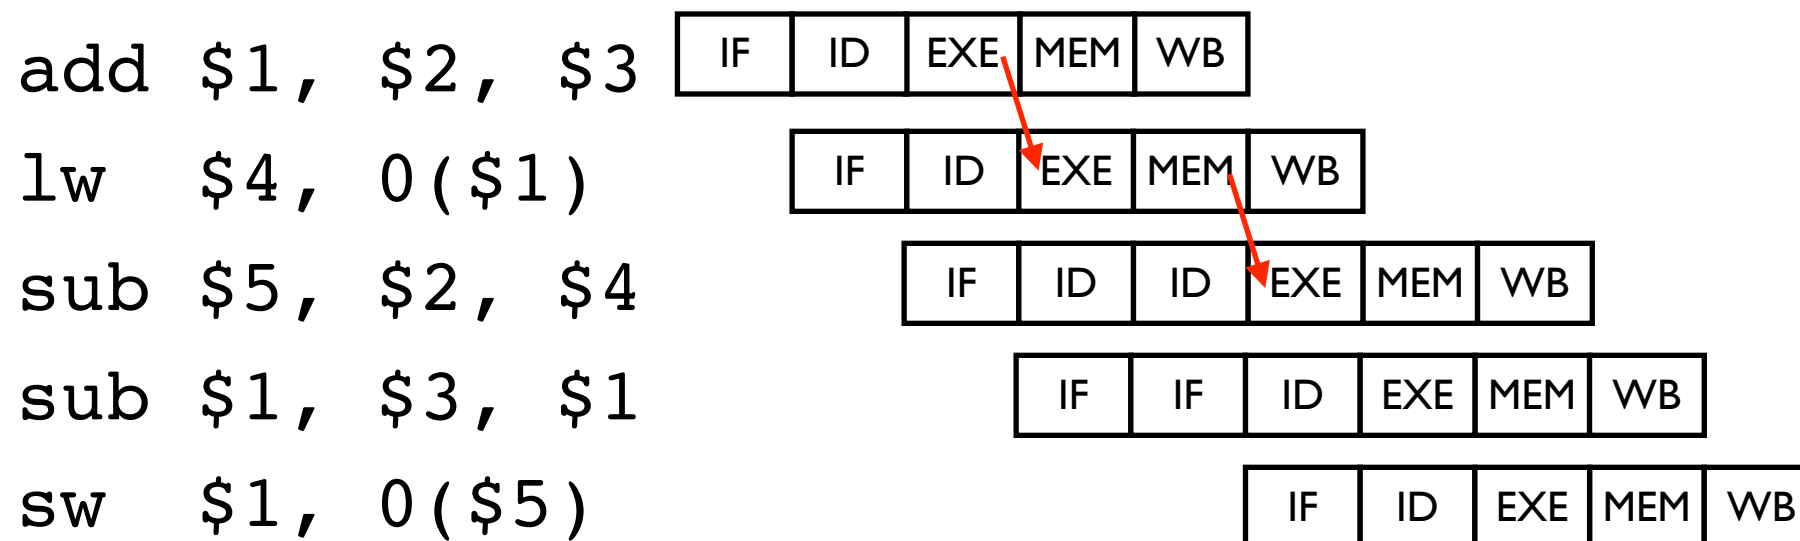 add $1, $2, $3 IF ID EXE MEM WB
lw $4, 0($1) IF ID EXE MEM WB
sub $5, $2, $4 IF ID ID EXE MEM WB
sub $1, $3, $1 IF IF ID EXE MEM WB
sw $1, 0($5) IF ID EXE MEM WB